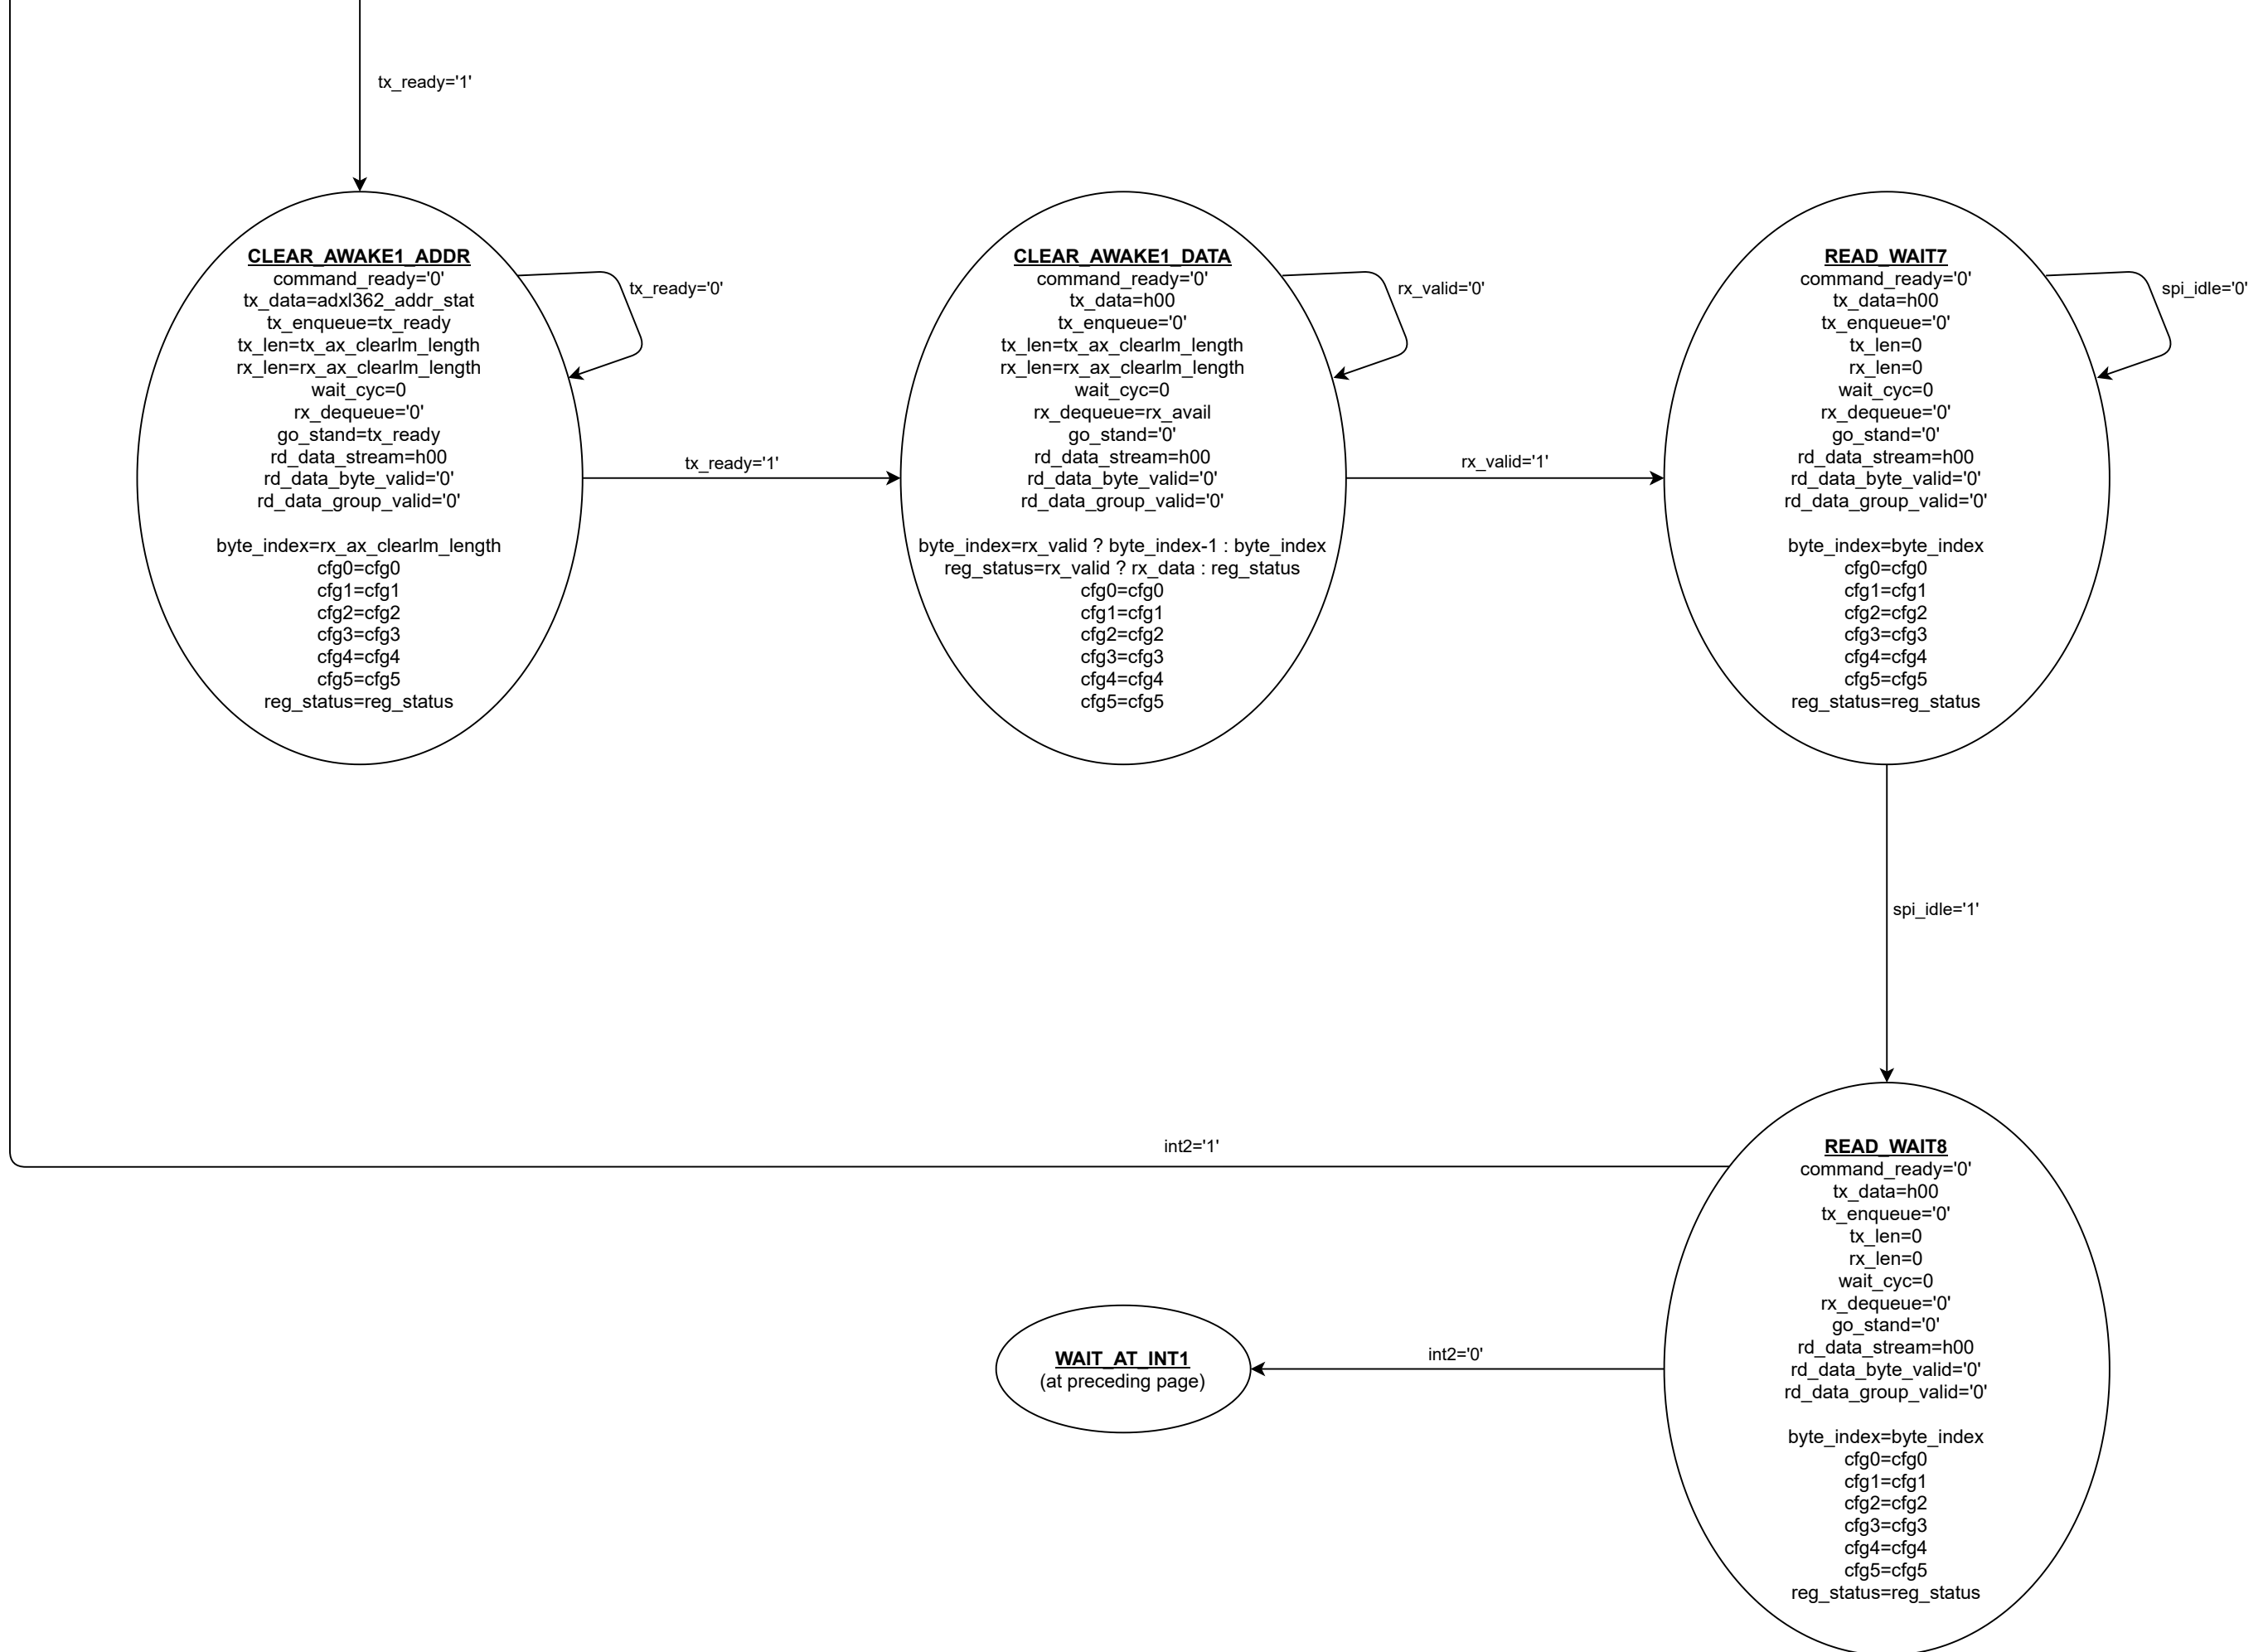 tx_ready='1'
CLEAR_AWAKE1_ADDR
command_ready='0'
tx_data=adxl362_addr_stat
tx_enqueue=tx_ready
tx_len=tx_ax_clearlm_length
rx_len=rx_ax_clearlm_length
wait_cyc=0
rx_dequeue='0'
go_stand=tx_ready
rd_data_stream=h00
rd_data_byte_valid='0'
rd_data_group_valid='0'
byte_index=rx_ax_clearlm_length
cfg0=cfg0
cfg1=cfg1
cfg2=cfg2
cfg3=cfg3
cfg4=cfg4
cfg5=cfg5
reg_status=reg_status
tx_ready='0'
tx_ready='1'
CLEAR_AWAKE1_DATA
command_ready='0'
tx_data=h00
tx_enqueue='0'
tx_len=tx_ax_clearlm_length
rx_len=rx_ax_clearlm_length
wait_cyc=0
rx_dequeue=rx_avail
go_stand='0'
rd_data_stream=h00
rd_data_byte_valid='0'
rd_data_group_valid='0'
byte_index=rx_valid ? byte_index-1 : byte_index
reg_status=rx_valid ? rx_data : reg_status
cfg0=cfg0
cfg1=cfg1
cfg2=cfg2
cfg3=cfg3
cfg4=cfg4
cfg5=cfg5
rx_valid='0'
rx_valid='1'
READ_WAIT7
command_ready='0'
tx_data=h00
tx_enqueue='0'
tx_len=0
rx_len=0
wait_cyc=0
rx_dequeue='0'
go_stand='0'
rd_data_stream=h00
rd_data_byte_valid='0'
rd_data_group_valid='0'
byte_index=byte_index
cfg0=cfg0
cfg1=cfg1
cfg2=cfg2
cfg3=cfg3
cfg4=cfg4
cfg5=cfg5
reg_status=reg_status
spi_idle='0'
spi_idle='1'
int2='1'
READ_WAIT8
command_ready='0'
tx_data=h00
tx_enqueue='0'
tx_len=0
rx_len=0
wait_cyc=0
rx_dequeue='0'
go_stand='0'
rd_data_stream=h00
rd_data_byte_valid='0'
rd_data_group_valid='0'
byte_index=byte_index
cfg0=cfg0
cfg1=cfg1
cfg2=cfg2
cfg3=cfg3
cfg4=cfg4
cfg5=cfg5
reg_status=reg_status
int2='0'
WAIT_AT_INT1
(at preceding page)